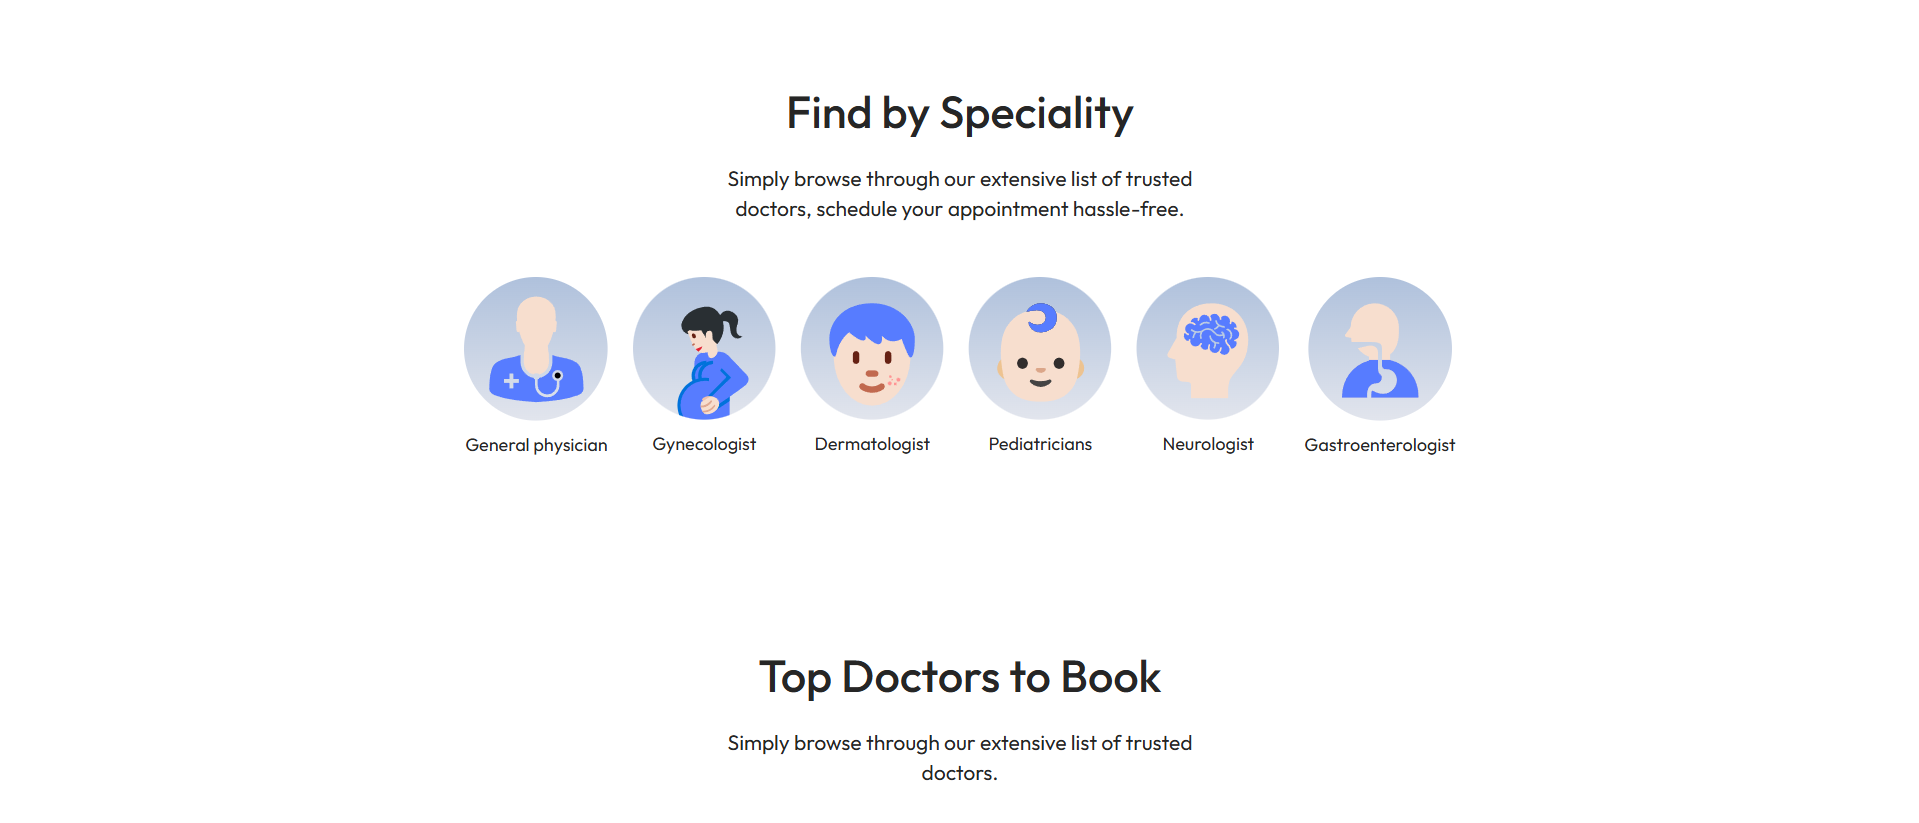 Find by Speciality
Simply browse through our extensive list of trusted
doctors, schedule your appointment hassle-free.
General physician
Gynecologist
Dermatologist
Pediatricians
Neurologist
Gastroenterologist
Top Doctors to Book
Simply browse through our extensive list of trusted
doctors.